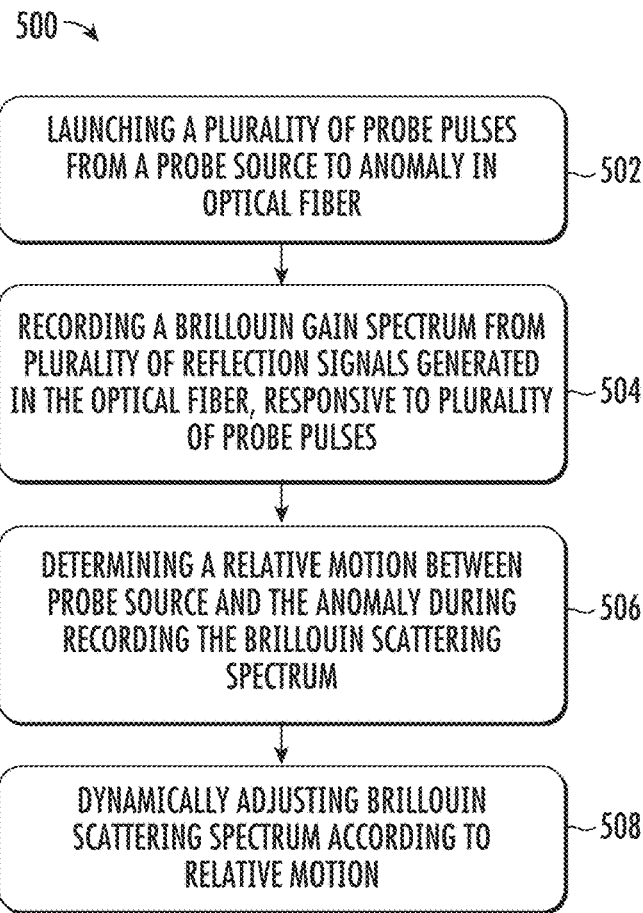 500
LAUNCHING A PLURALITY OF PROBE PULSES
FROM A PROBE SOURCE TO ANOMALY IN
OPTICAL FIBER
502
RECORDING A BRILLOUIN GAIN SPECTRUM FROM
PLURALITY OF REFLECTION SIGNALS GENERATED
IN THE OPTICAL FIBER, RESPONSIVE TO PLURALITY
OF PROBE PULSES
504
DETERMINING A RELATIVE MOTION BETWEEN
PROBE SOURCE AND THE ANOMALY DURING
RECORDING THE BRILLOUIN SCATTERING
SPECTRUM
506
DYNAMICALLY ADJUSTING BRILLOUIN
SCATTERING SPECTRUM ACCORDING TO
RELATIVE MOTION
508